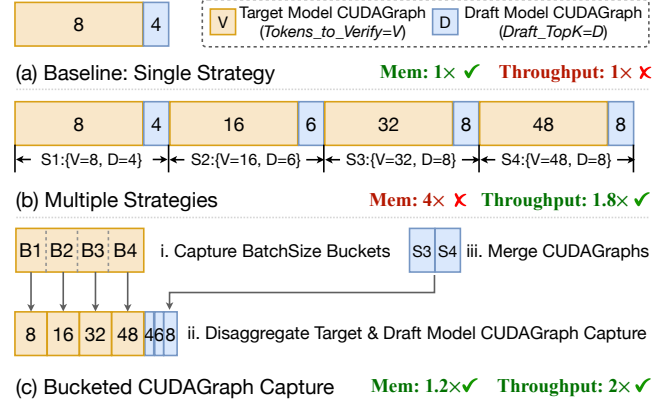 8 4
V Target Model CUDAGraph
(Tokens_to_Verify=V)
D Draft Model CUDAGraph
(Draft_TopK=D)
(a) Baseline: Single Strategy Mem: 1× ✓ Throughput: 1× ✗
8 4 16 6 32 8 48 8
S1:{V=8, D=4} S2:{V=16, D=6} S3:{V=32, D=8} S4:{V=48, D=8}
(b) Multiple Strategies Mem: 4× ✗ Throughput: 1.8× ✓
B1 B2 B3 B4 i. Capture BatchSize Buckets S3 S4 iii. Merge CUDAGraphs
8 16 32 48 4 6 8 ii. Disaggregate Target & Draft Model CUDAGraph Capture
(c) Bucketed CUDAGraph Capture Mem: 1.2×✓ Throughput: 2× ✓